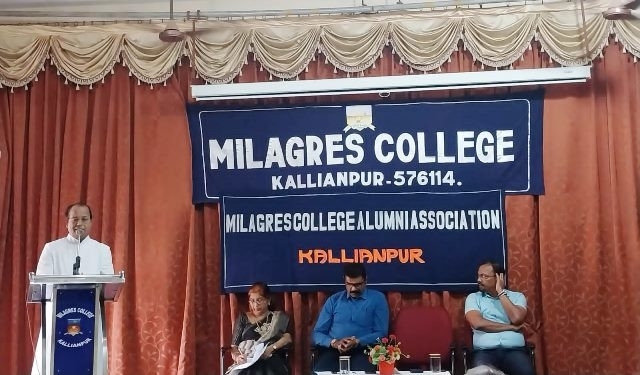 MILAGRES COLLEGE
KALLIANPUR-576114.
MILAGRES COLLEGE ALUMNI ASSOCIATION
KALLIANPUR
MILAGRES COLLEGE
KALLIANPUR